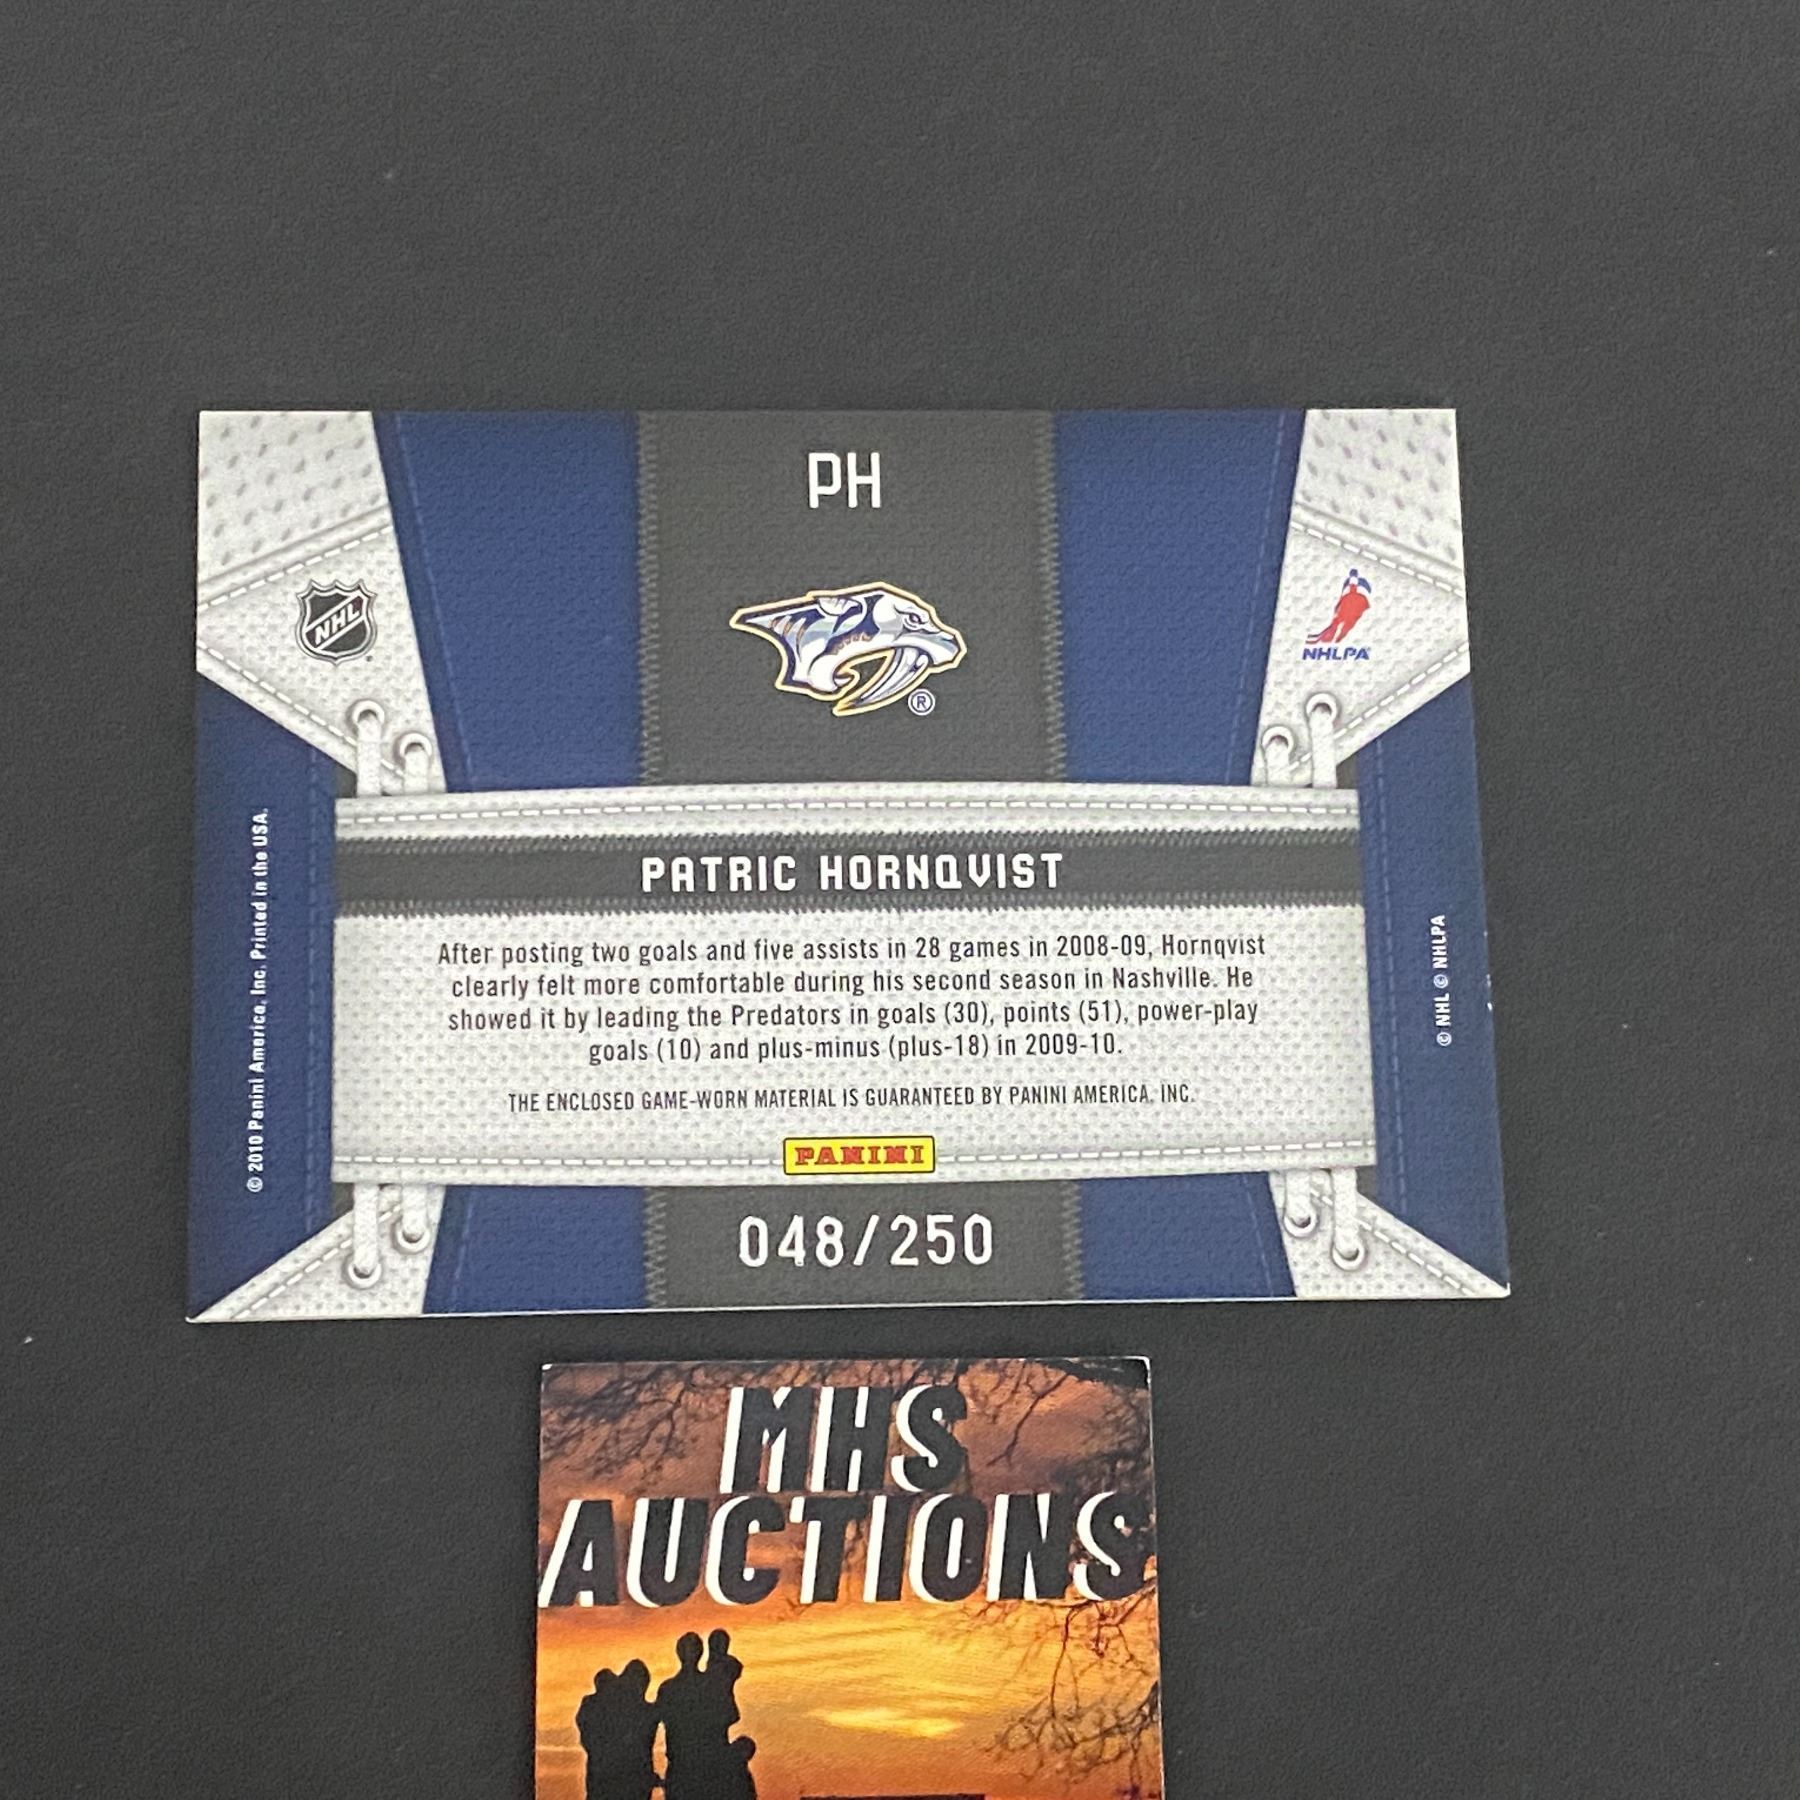 PH
NHL
®
NHLPA
PATRIC HORNQVIST
After posting two goals and five assists in 28 games in 2008-09, Hornqvist
clearly felt more comfortable during his second season in Nashville. He
showed it by leading the Predators in goals (30), points (51), power-play
goals (10) and plus-minus (plus-18) in 2009-10.
THE ENCLOSED GAME-WORN MATERIAL IS GUARANTEED BY PANINI AMERICA, INC.
PANINI
048/250
© 2010 Panini America, Inc. Printed in the USA.
© NHL © NHLPA
MHS
AUCTIONS